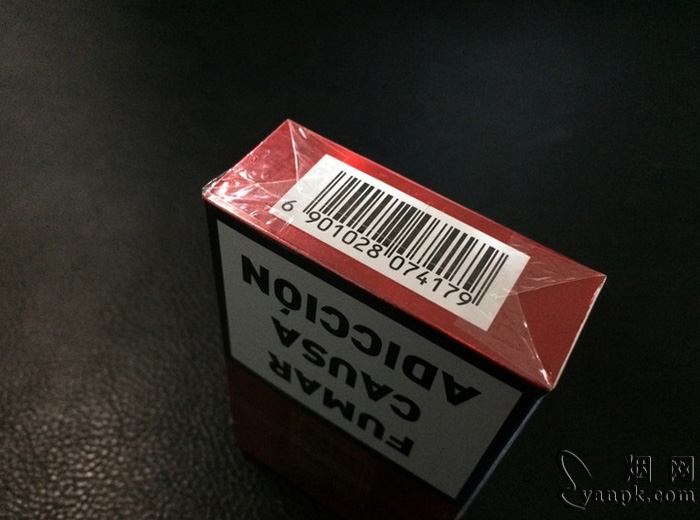 6 901028 074179
FUMAR
CAUSA
ADICCIÓN
烟 网
yanpk.com